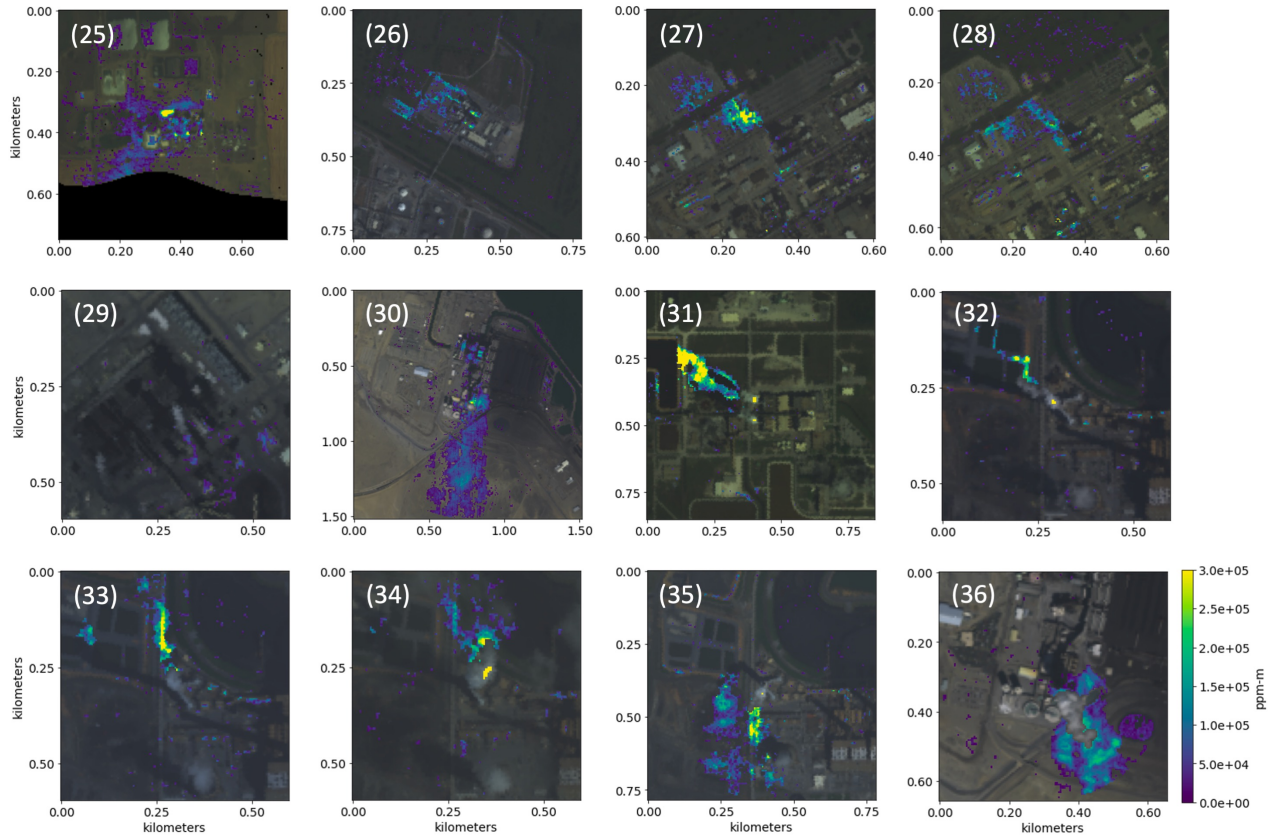 (25) (26) (27) (28)
0.00 0.00 0.00 0.00
0.20 0.25 0.20 0.20
0.40 0.50 0.40 0.40
0.60 0.75 0.60 0.60
kilometers
0.00 0.20 0.40 0.60 0.00 0.25 0.50 0.75 0.00 0.20 0.40 0.60 0.00 0.20 0.40 0.60
(29) (30) (31) (32)
0.00 0.00 0.00 0.00
0.25 0.50 0.25 0.25
0.50 1.00 0.50 0.50
1.50 0.75
kilometers
0.00 0.25 0.50 0.00 0.50 1.00 1.50 0.00 0.25 0.50 0.75 0.00 0.25 0.50
(33) (34) (35) (36)
0.00 0.00 0.00 0.00
0.25 0.25 0.25 0.20
0.50 0.50 0.50 0.40
0.75 0.60
kilometers
0.00 0.25 0.50 0.00 0.25 0.50 0.00 0.25 0.50 0.75 0.00 0.20 0.40 0.60
kilometers kilometers kilometers kilometers
3.0e+05
2.5e+05
2.0e+05
1.5e+05
1.0e+05
5.0e+04
0.0e+00
ppm-m